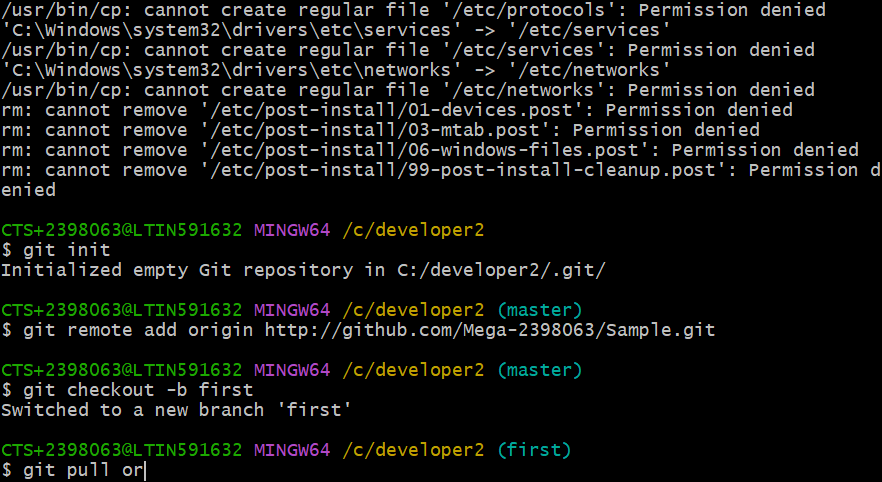 /usr/bin/cp: cannot create regular file '/etc/protocols': Permission denied
'C:\Windows\system32\drivers\etc\services' -> '/etc/services'
/usr/bin/cp: cannot create regular file '/etc/services': Permission denied
'C:\Windows\system32\drivers\etc\networks' -> '/etc/networks'
/usr/bin/cp: cannot create regular file '/etc/networks': Permission denied
rm: cannot remove '/etc/post-install/01-devices.post': Permission denied
rm: cannot remove '/etc/post-install/03-mtab.post': Permission denied
rm: cannot remove '/etc/post-install/06-windows-files.post': Permission denied
rm: cannot remove '/etc/post-install/99-post-install-cleanup.post': Permission d
enied
CTS+2398063@LTIN591632 MINGW64 /c/developer2
$ git init
Initialized empty Git repository in C:/developer2/.git/
CTS+2398063@LTIN591632 MINGW64 /c/developer2 (master)
$ git remote add origin http://github.com/Mega-2398063/Sample.git
CTS+2398063@LTIN591632 MINGW64 /c/developer2 (master)
$ git checkout -b first
Switched to a new branch 'first'
CTS+2398063@LTIN591632 MINGW64 /c/developer2 (first)
$ git pull or